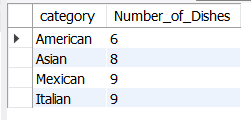 category Number_of_Dishes
American 6
Asian 8
Mexican 9
Italian 9